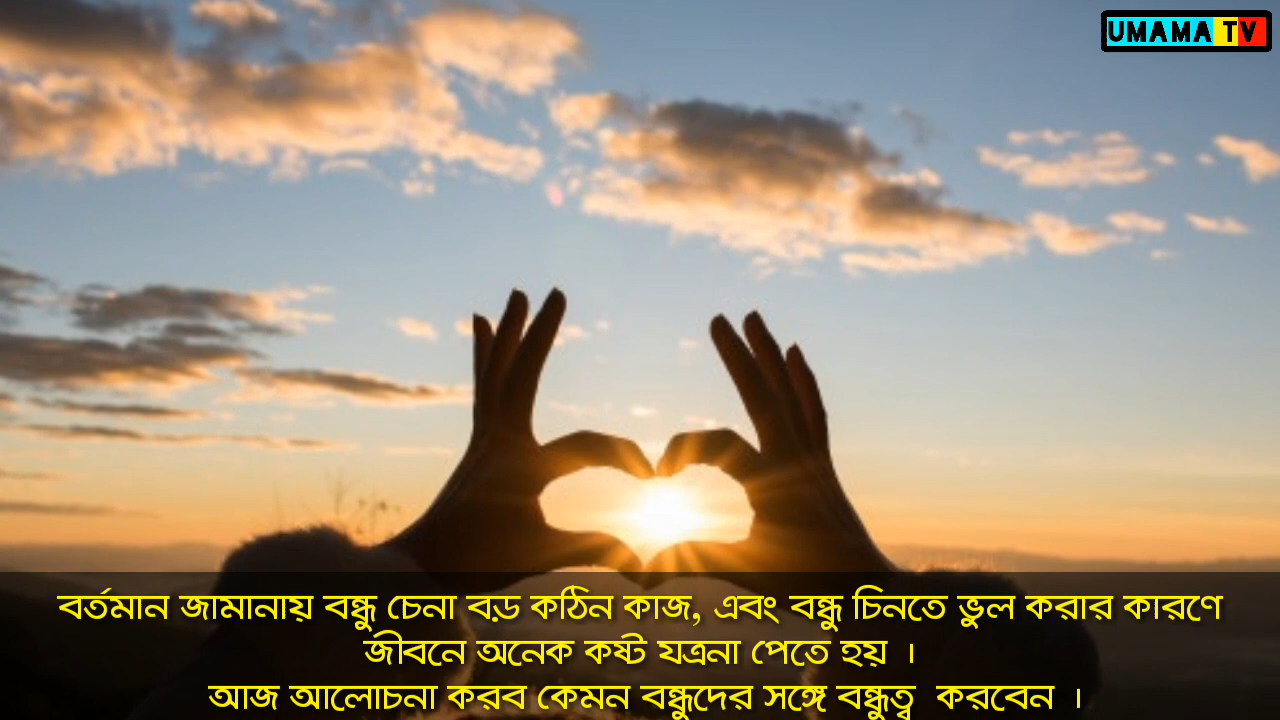 UMAMA TV
বর্তমান জামানায় বন্ধু চেনা বড় কঠিন কাজ, এবং বন্ধু চিনতে ভুল করার কারণে
জীবনে অনেক কষ্ট যত্রনা পেতে হয় ।
আজ আলোচনা করব কেমন বন্ধুদের সঙ্গে বন্ধুত্ব করবেন ।